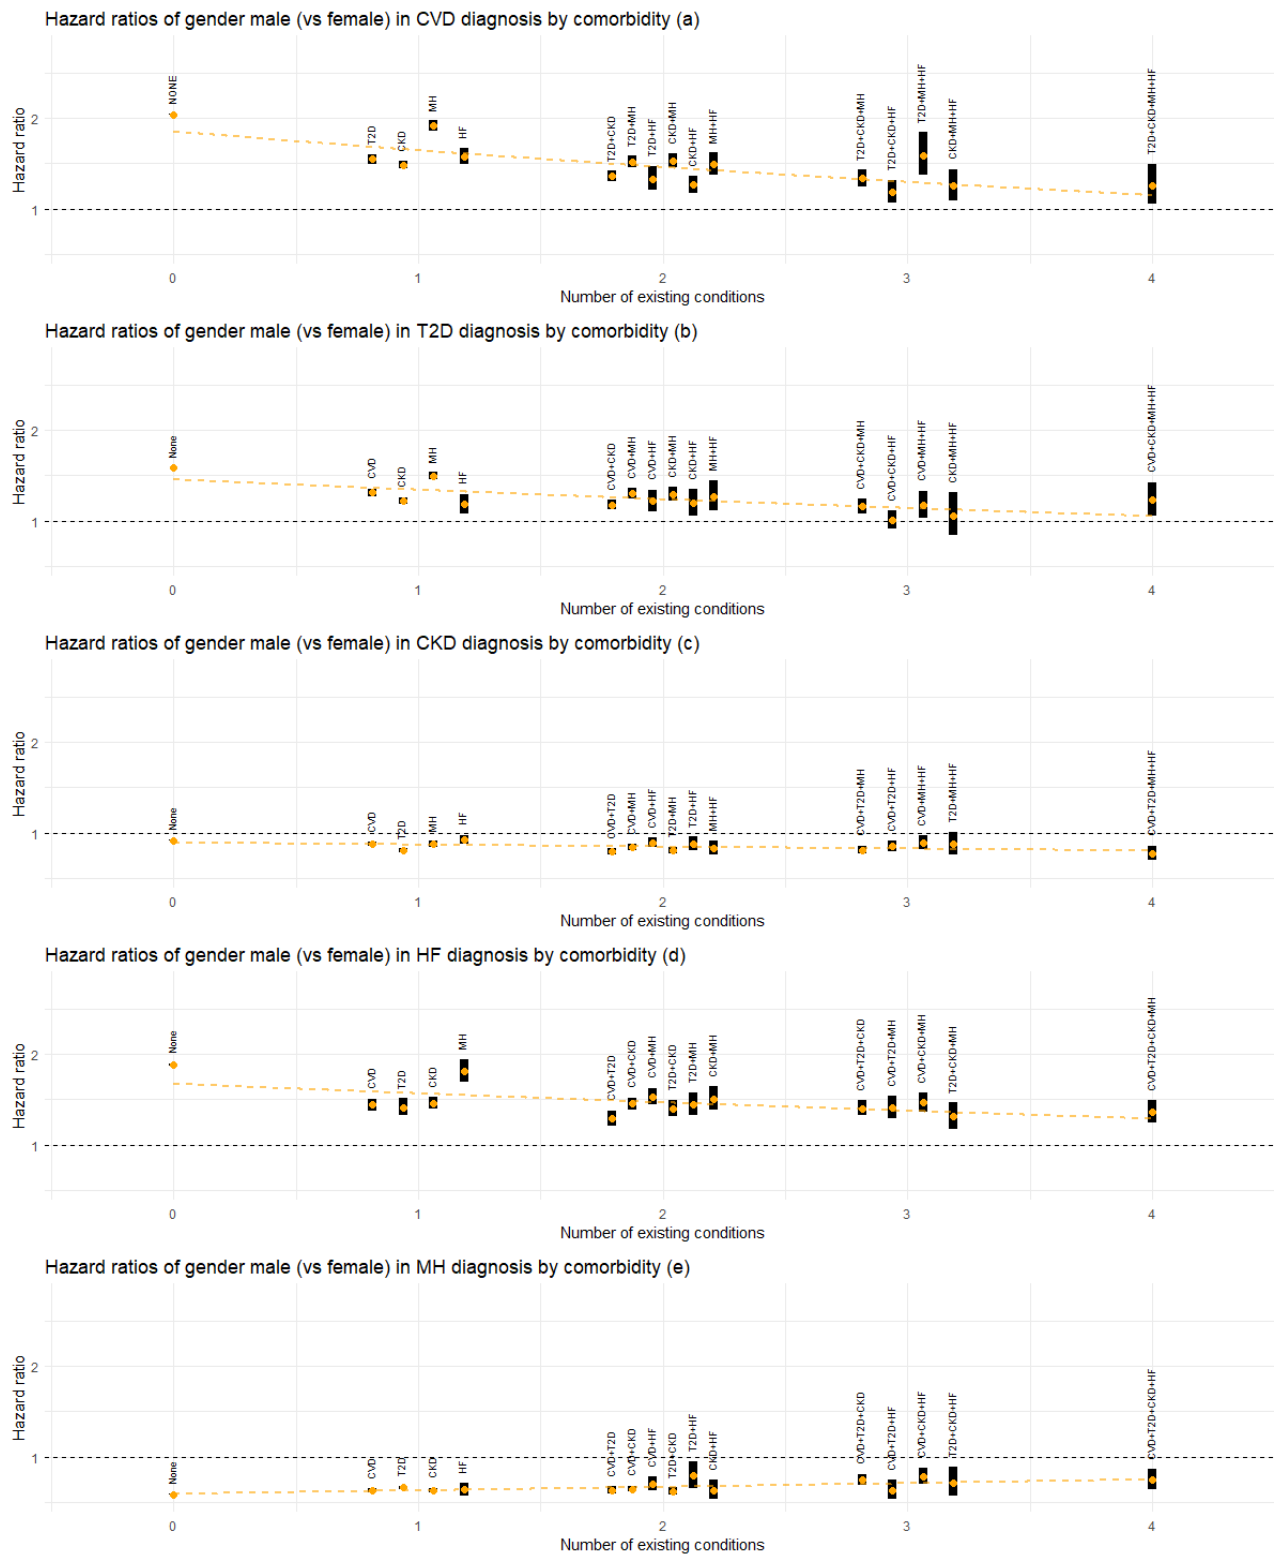 Hazard ratios of gender male (vs female) in CVD diagnosis by comorbidity (a)
Hazard ratio
2
1
NONE
T2D
CKD
MH
HF
T2D+CKD
T2D+MH
T2D+HF
CKD+MH
CKD+HF
MH+HF
T2D+CKD+MH
T2D+CKD+HF
T2D+MH+HF
CKD+MH+HF
T2D+CKD+MH+HF
0 1 2 3 4
Number of existing conditions
Hazard ratios of gender male (vs female) in T2D diagnosis by comorbidity (b)
Hazard ratio
2
1
None
CVD
CKD
MH
HF
CVD+CKD
CVD+MH
CVD+HF
CKD+MH
CKD+HF
MH+HF
CVD+CKD+MH
CVD+CKD+HF
CVD+MH+HF
CKD+MH+HF
CVD+CKD+MH+HF
0 1 2 3 4
Number of existing conditions
Hazard ratios of gender male (vs female) in CKD diagnosis by comorbidity (c)
Hazard ratio
2
1
None
CVD
T2D
MH
HF
CVD+T2D
CVD+MH
CVD+HF
T2D+MH
T2D+HF
MH+HF
CVD+T2D+MH
CVD+T2D+HF
CVD+MH+HF
T2D+MH+HF
CVD+T2D+MH+HF
0 1 2 3 4
Number of existing conditions
Hazard ratios of gender male (vs female) in HF diagnosis by comorbidity (d)
Hazard ratio
2
1
None
CVD
T2D
CKD
MH
CVD+T2D
CVD+CKD
CVD+MH
T2D+CKD
T2D+MH
CKD+MH
CVD+T2D+CKD
CVD+T2D+MH
CVD+CKD+MH
T2D+CKD+MH
CVD+T2D+CKD+MH
0 1 2 3 4
Number of existing conditions
Hazard ratios of gender male (vs female) in MH diagnosis by comorbidity (e)
Hazard ratio
2
1
None
CVD
T2D
CKD
HF
CVD+T2D
CVD+CKD
CVD+HF
T2D+CKD
T2D+HF
CKD+HF
CVD+T2D+CKD
CVD+T2D+HF
CVD+CKD+HF
T2D+CKD+HF
CVD+T2D+CKD+HF
0 1 2 3 4
Number of existing conditions